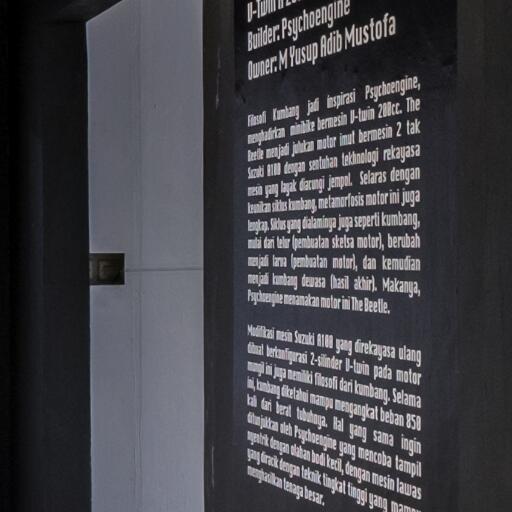 V-Twin
Builder: Psychoengine
Owner: M Yusup Adib Mustofa
Filosofi Kumbang jadi inspirasi Psychoengine,
menghadirkan minibike bermesin V-twin 200cc. The
Beetle menjadi julukan motor imut bermesin 2 tak
Suzuki A100 dengan sentuhan tekhnologi rekayasa
mesin yang layak diacungi jempol. Selaras dengan
keunikan siklus kumbang, metamorfosis motor ini juga
lengkap. Siklus yang dialaminya juga seperti kumbang,
mulai dari telur (pembuatan sketsa motor), berubah
menjadi larva (pembuatan motor), dan kemudian
menjadi kumbang dewasa (hasil akhir). Makanya,
Psychoengine menamakan motor ini The Beetle.
Modifikasi mesin Suzuki A100 yang direkayasa ulang
dibuat berkonfigurasi 2-silinder V-twin pada motor
mungil ini juga memiliki filosofi dari kumbang. Selama
ini, kumbang diketahui mampu mengangkat beban 850
kali dari berat tubuhnya. Hal yang sama ingin
ditunjukkan oleh Psychoengine yang mencoba tampil
nyentrik dengan olahan bodi kecil, dengan mesin lawas
yang diracik dengan teknik tingkat tinggi yang mampu
menghasilkan tenaga besar.